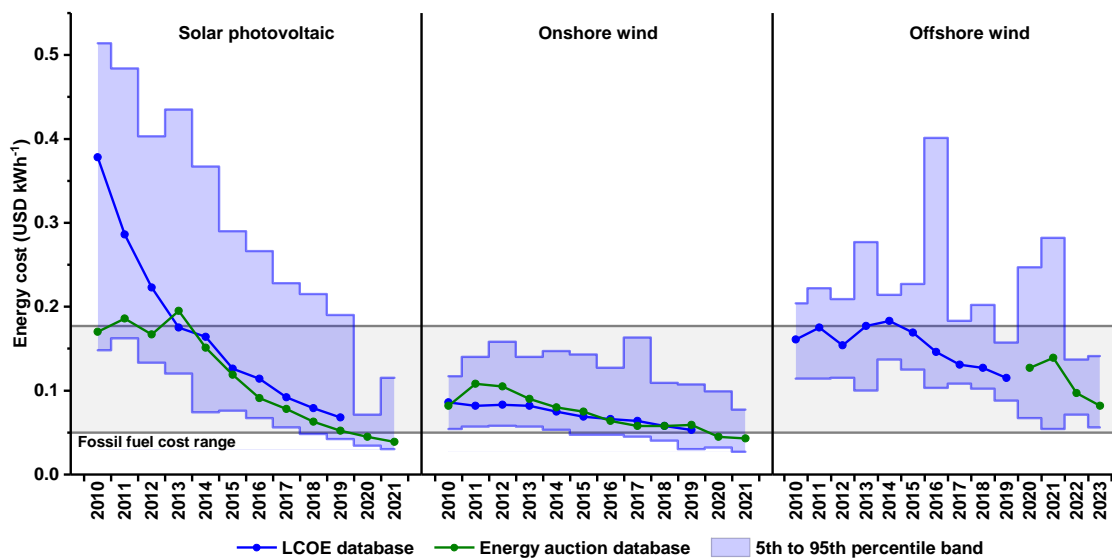 Solar photovoltaic
Onshore wind
Offshore wind
Energy cost (USD kWh-1)
0.5
0.4
0.3
0.2
0.1
0.0
Fossil fuel cost range
2010 2011 2012 2013 2014 2015 2016 2017 2018 2019 2020 2021
2010 2011 2012 2013 2014 2015 2016 2017 2018 2019 2020 2021
2010 2011 2012 2013 2014 2015 2016 2017 2018 2019 2020 2021 2022 2023
LCOE database
Energy auction database
5th to 95th percentile band